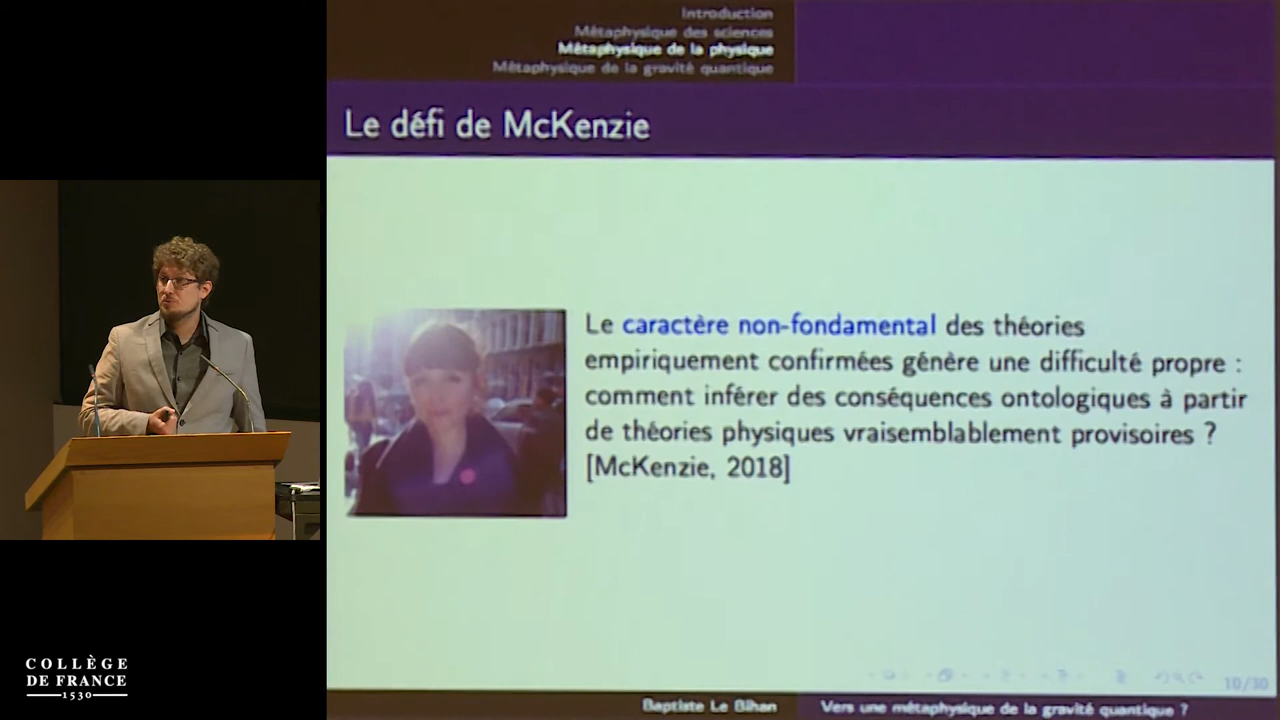 Introduction
Métaphysique des sciences
Métaphysique de la physique
Métaphysique de la gravité quantique
Le défi de McKenzie
Le caractère non-fondamental des théories
empiriquement confirmées génère une difficulté propre :
comment inférer des conséquences ontologiques à partir
de théories physiques vraisemblablement provisoires ?
[McKenzie, 2018]
10/30
Baptiste Le Bihan
Vers une métaphysique de la gravité quantique ?
COLLÈGE
DE FRANCE
1530